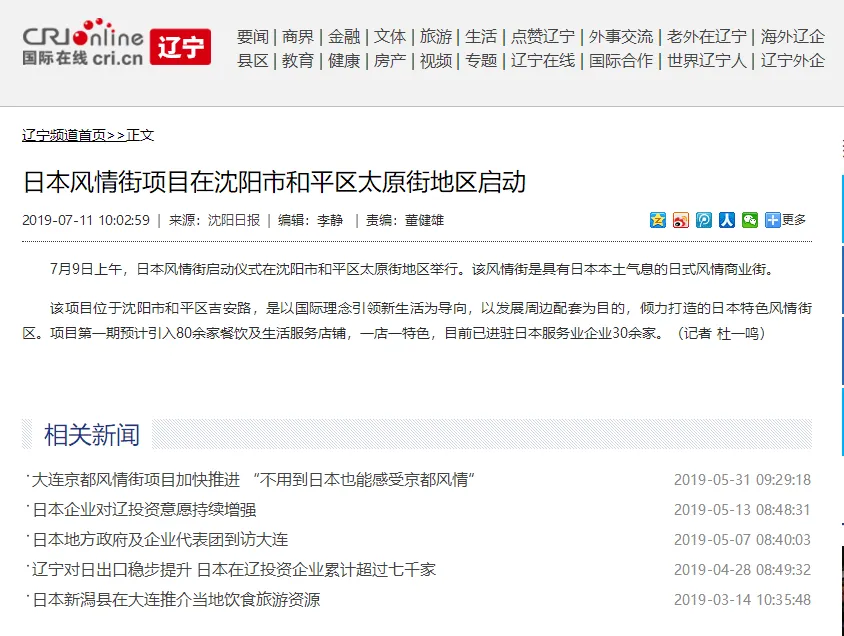 CRI Online 辽宁
国际在线 cri.cn
要闻 | 商界 | 金融 | 文体 | 旅游 | 生活 | 点赞辽宁 | 外事交流 | 老外在辽宁 | 海外辽企
县区 | 教育 | 健康 | 房产 | 视频 | 专题 | 辽宁在线 | 国际合作 | 世界辽宁人 | 辽宁外企
辽宁频道首页>>正文
日本风情街项目在沈阳市和平区太原街地区启动
2019-07-11 10:02:59 | 来源：沈阳日报 | 编辑：李静 | 责编：董健雄 更多
7月9日上午，日本风情街启动仪式在沈阳市和平区太原街地区举行。该风情街是具有日本本土气息的日式风情商业街。
该项目位于沈阳市和平区吉安路，是以国际理念引领新生活为导向，以发展周边配套为目的，倾力打造的日本特色风情街
区。项目第一期预计引入80余家餐饮及生活服务店铺，一店一特色，目前已进驻日本服务业企业30余家。（记者 杜一鸣）
相关新闻
·大连京都风情街项目加快推进 “不用到日本也能感受京都风情” 2019-05-31 09:29:18
·日本企业对辽投资意愿持续增强 2019-05-13 08:48:31
·日本地方政府及企业代表团到访大连 2019-05-07 08:40:03
·辽宁对日出口稳步提升 日本在辽投资企业累计超过七千家 2019-04-28 08:49:32
·日本新潟县在大连推介当地饮食旅游资源 2019-03-14 10:35:48